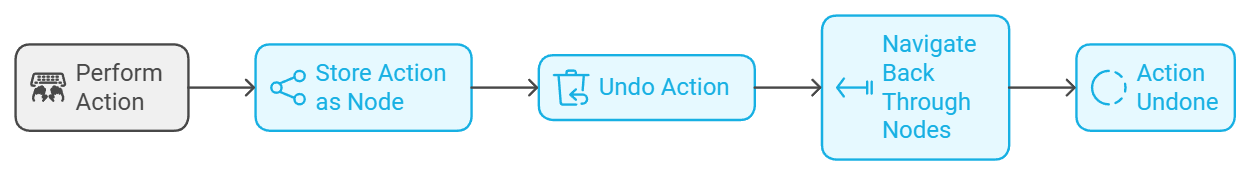 Perform
Action
Store Action
as Node
Undo Action
Navigate
Back
Through
Nodes
Action
Undone